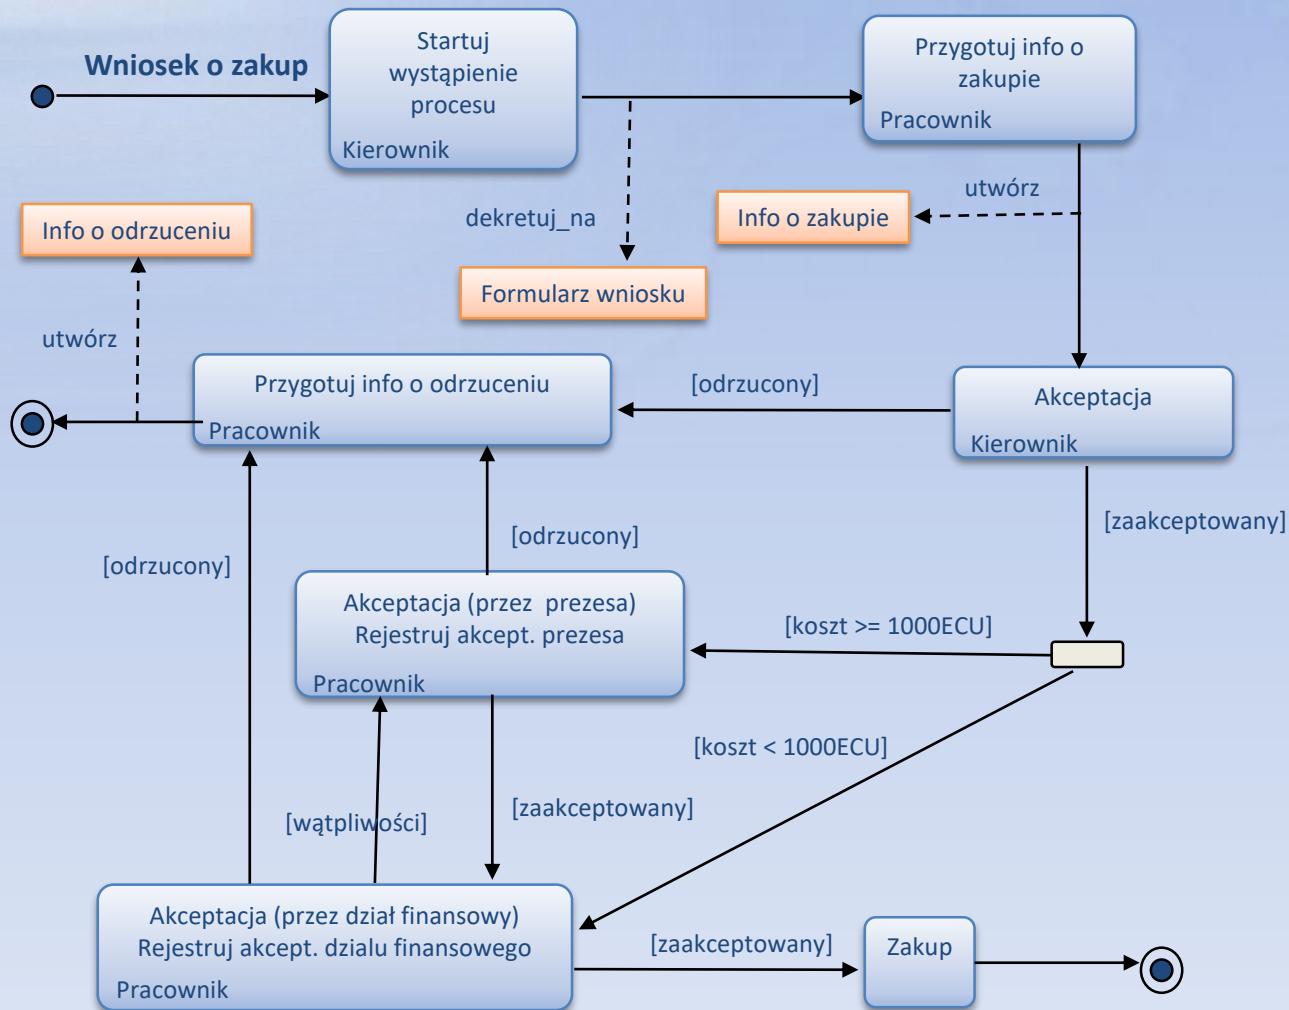 Wniosek o zakup
Startuj
wystąpienie
procesu
Kierownik
Przygotuj info o
zakupie
Pracownik
utwórz
Info o zakupie
dekretuj_na
Formularz wniosku
Info o odrzuceniu
utwórz
Przygotuj info o odrzuceniu
Pracownik
[odrzucony]
Akceptacja
Kierownik
[zaakceptowany]
[odrzucony]
[odrzucony]
Akceptacja (przez prezesa)
Rejestruj akcept. prezesa
Pracownik
[koszt >= 1000ECU]
[koszt < 1000ECU]
[wątpliwości]
[zaakceptowany]
Akceptacja (przez dział finansowy)
Rejestruj akcept. dzialu finansowego
Pracownik
[zaakceptowany]
Zakup